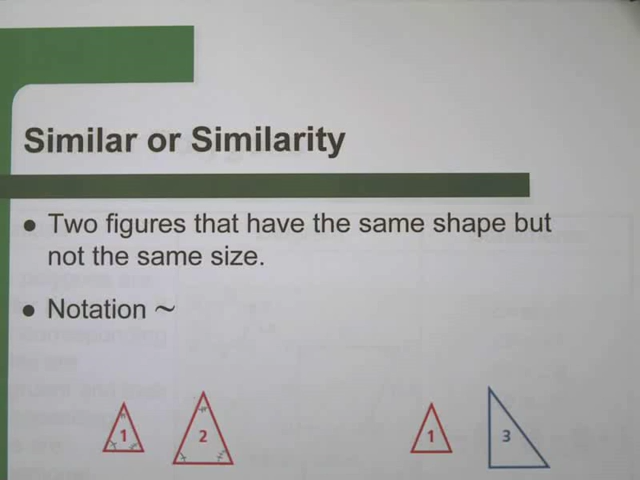 Similar or Similarity
● Two figures that have the same shape but
not the same size.
● Notation ~
1 2 1 3